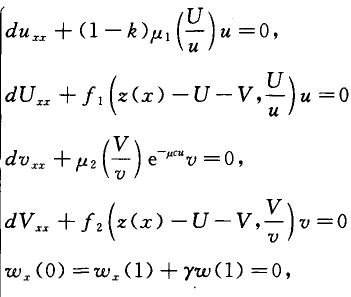 du_{xx} + (1-k)μ_1(U/u)u = 0,
dU_{xx} + f_1(z(x) - U - V, U/u)u = 0
dv_{xx} + μ_2(V/v)e^{-μcu}v = 0,
dV_{xx} + f_2(z(x) - U - V, V/v)v = 0
w_x(0) = w_x(1) + γw(1) = 0,